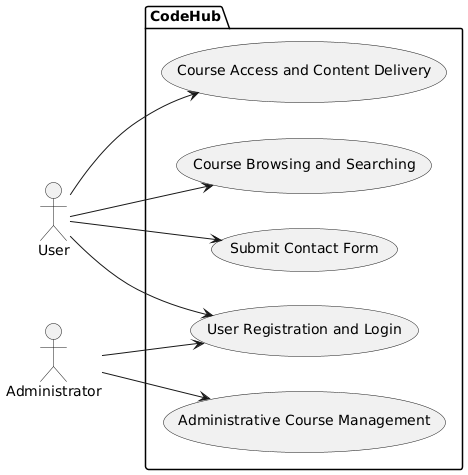 CodeHub
Course Access and Content Delivery
Course Browsing and Searching
User
Submit Contact Form
User Registration and Login
Administrator
Administrative Course Management